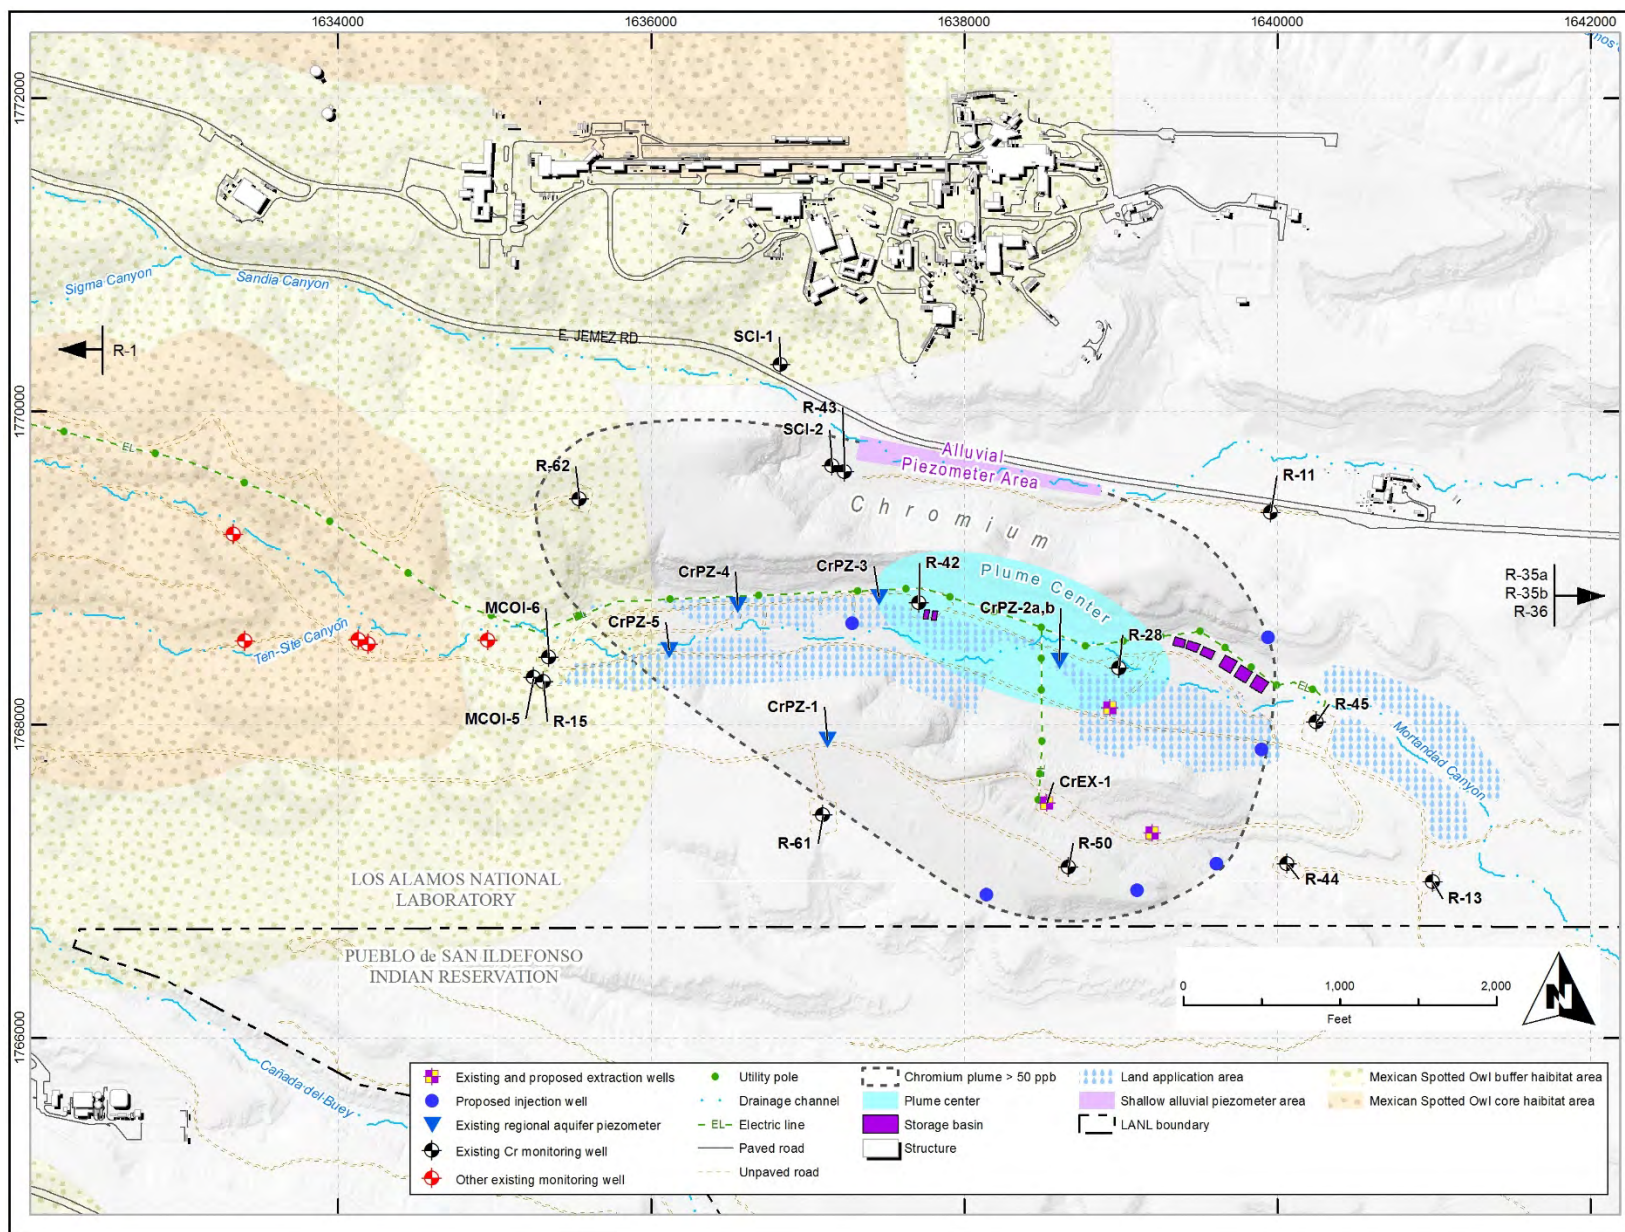 1634000
1636000
1638000
1640000
1642000
1772000
1770000
1768000
1766000
Sigma Canyon
Sandia Canyon
E. JEMEZ RD
SCI-1
R-1
R-43
SCI-2
Alluvial
Piezometer Area
R-62
R-11
Chromium
CrPZ-4
CrPZ-3
R-42
Plume Center
R-35a
R-35b
R-36
MCOI-6
CrPZ-5
CrPZ-2a,b
R-28
EL
Ten-Site Canyon
EL
MCOI-5
R-15
CrPZ-1
R-45
Mortandad Canyon
CrEX-1
R-61
R-50
R-44
R-13
LOS ALAMOS NATIONAL
LABORATORY
PUEBLO de SAN ILDEFONSO
INDIAN RESERVATION
0
1,000
2,000
Feet
N
Cañada del Buey
Existing and proposed extraction wells
Proposed injection well
Existing regional aquifer piezometer
Existing Cr monitoring well
Other existing monitoring well
Utility pole
Drainage channel
EL
Electric line
Paved road
Unpaved road
Chromium plume > 50 ppb
Plume center
Storage basin
Structure
Land application area
Shallow alluvial piezometer area
LANL boundary
Mexican Spotted Owl buffer haibitat area
Mexican Spotted Owl core haibitat area